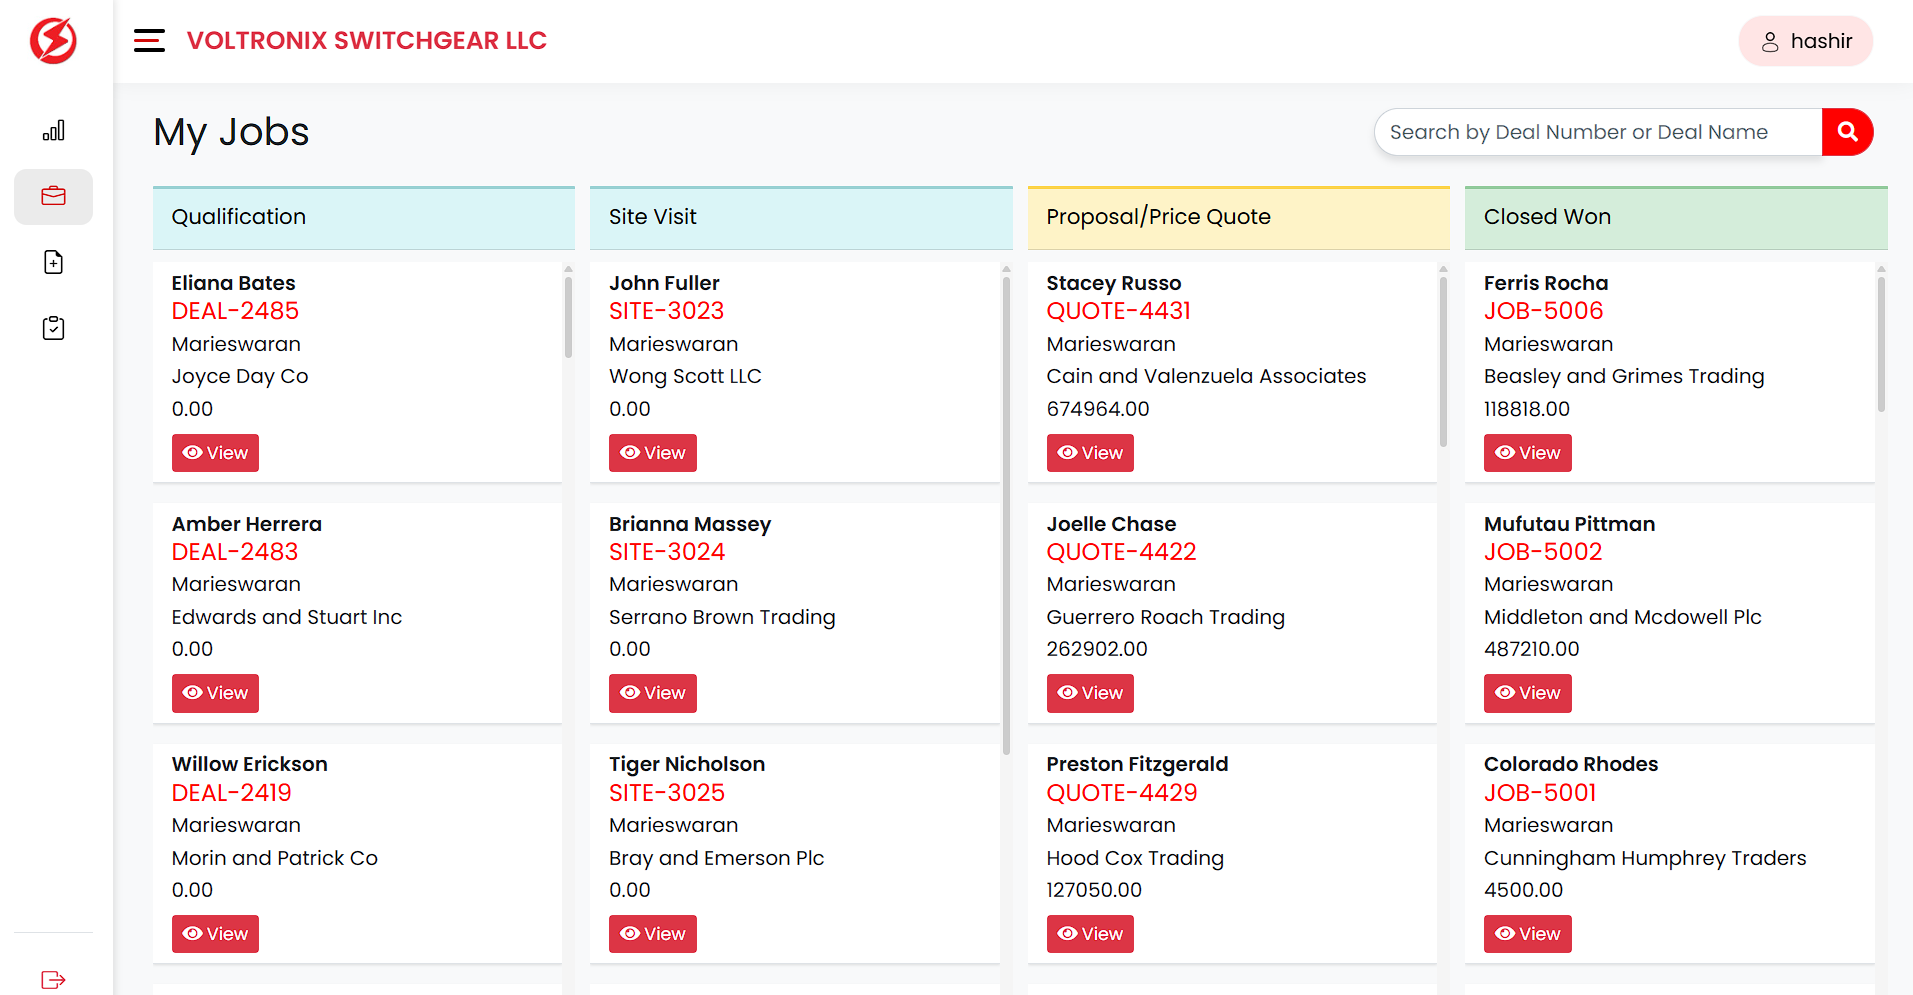 VOLTRONIX SWITCHGEAR LLC
hashir
My Jobs
Search by Deal Number or Deal Name
Qualification
Eliana Bates
DEAL-2485
Marieswaran
Joyce Day Co
0.00
View
Amber Herrera
DEAL-2483
Marieswaran
Edwards and Stuart Inc
0.00
View
Willow Erickson
DEAL-2419
Marieswaran
Morin and Patrick Co
0.00
View
Site Visit
John Fuller
SITE-3023
Marieswaran
Wong Scott LLC
0.00
View
Brianna Massey
SITE-3024
Marieswaran
Serrano Brown Trading
0.00
View
Tiger Nicholson
SITE-3025
Marieswaran
Bray and Emerson Plc
0.00
View
Proposal/Price Quote
Stacey Russo
QUOTE-4431
Marieswaran
Cain and Valenzuela Associates
674964.00
View
Joelle Chase
QUOTE-4422
Marieswaran
Guerrero Roach Trading
262902.00
View
Preston Fitzgerald
QUOTE-4429
Marieswaran
Hood Cox Trading
127050.00
View
Closed Won
Ferris Rocha
JOB-5006
Marieswaran
Beasley and Grimes Trading
118818.00
View
Mufutau Pittman
JOB-5002
Marieswaran
Middleton and Mcdowell Plc
487210.00
View
Colorado Rhodes
JOB-5001
Marieswaran
Cunningham Humphrey Traders
4500.00
View